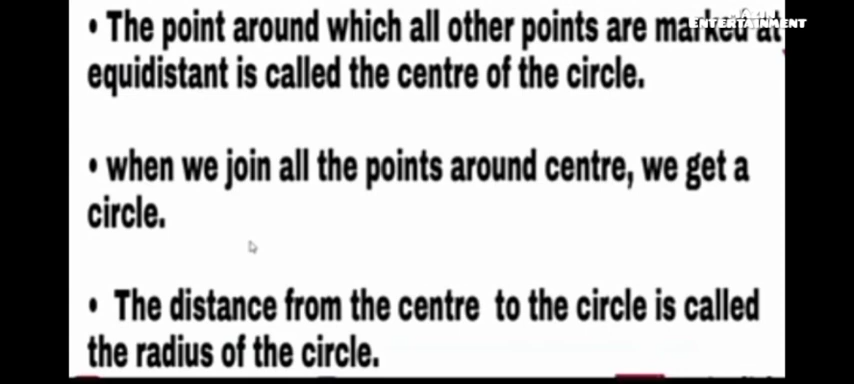 • The point around which all other points are marked at
equidistant is called the centre of the circle.
• when we join all the points around centre, we get a
circle.
• The distance from the centre to the circle is called
the radius of the circle.
ENTERTAINMENT